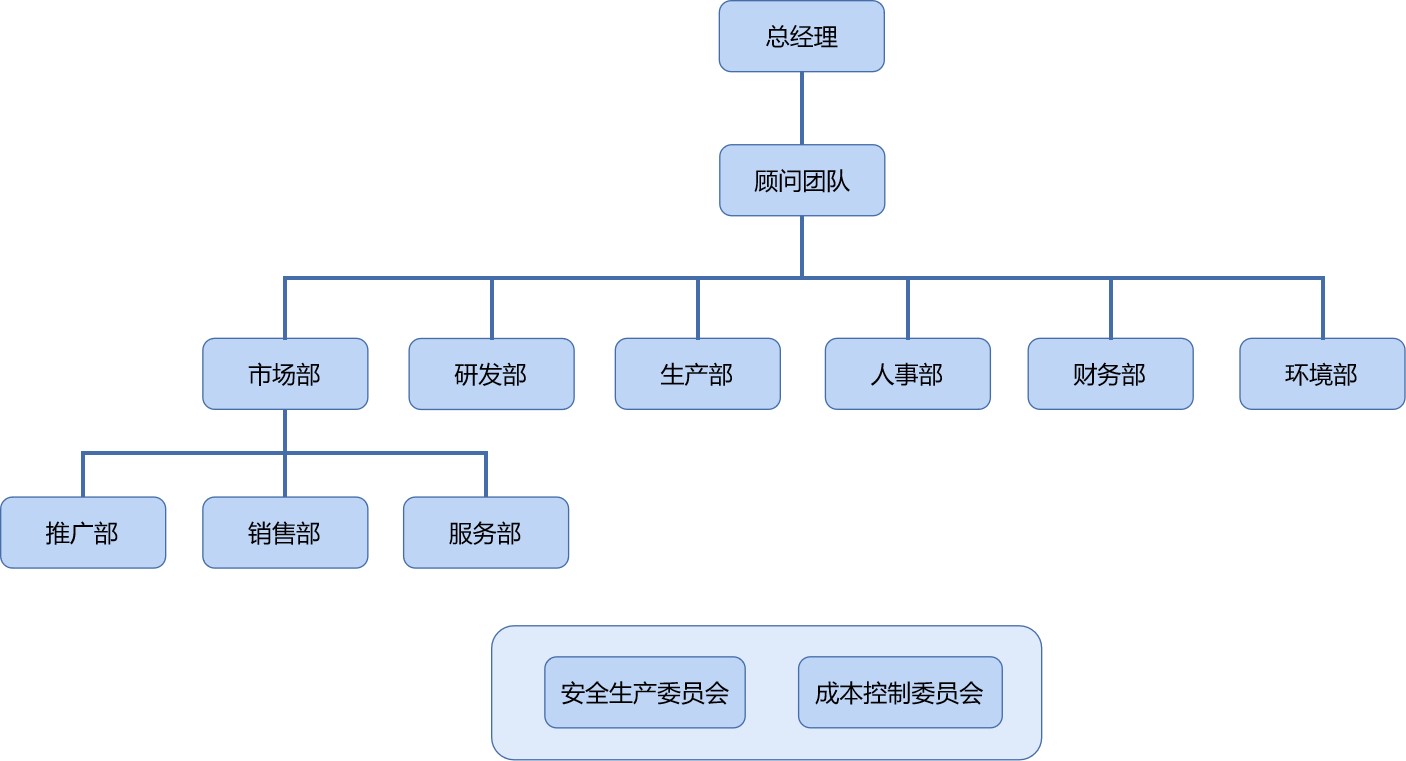 总经理
顾问团队
市场部
研发部
生产部
人事部
财务部
环境部
推广部
销售部
服务部
安全生产委员会
成本控制委员会